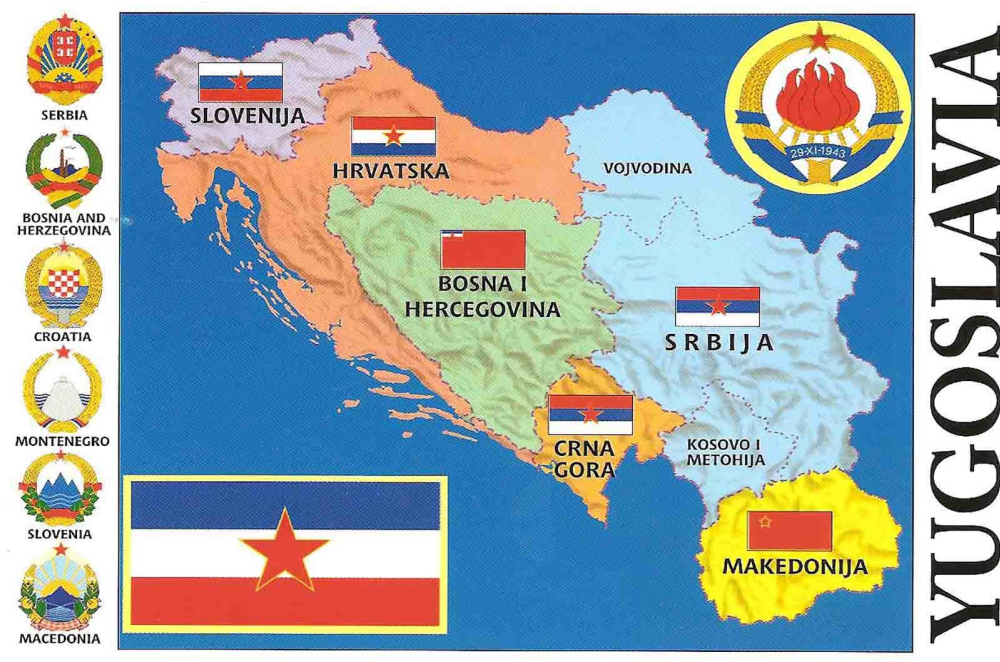 SERBIA
BOSNIA AND
HERZEGOVINA
CROATIA
MONTENEGRO
SLOVENIA
MACEDONIA
SLOVENIJA
HRVATSKA
VOJVODINA
BOSNA I
HERCEGOVINA
SRBIJA
CRNA
GORA
KOSOVO I
METOHIJA
MAKEDONIJA
29-XI-1943
YUGOSLAVIA